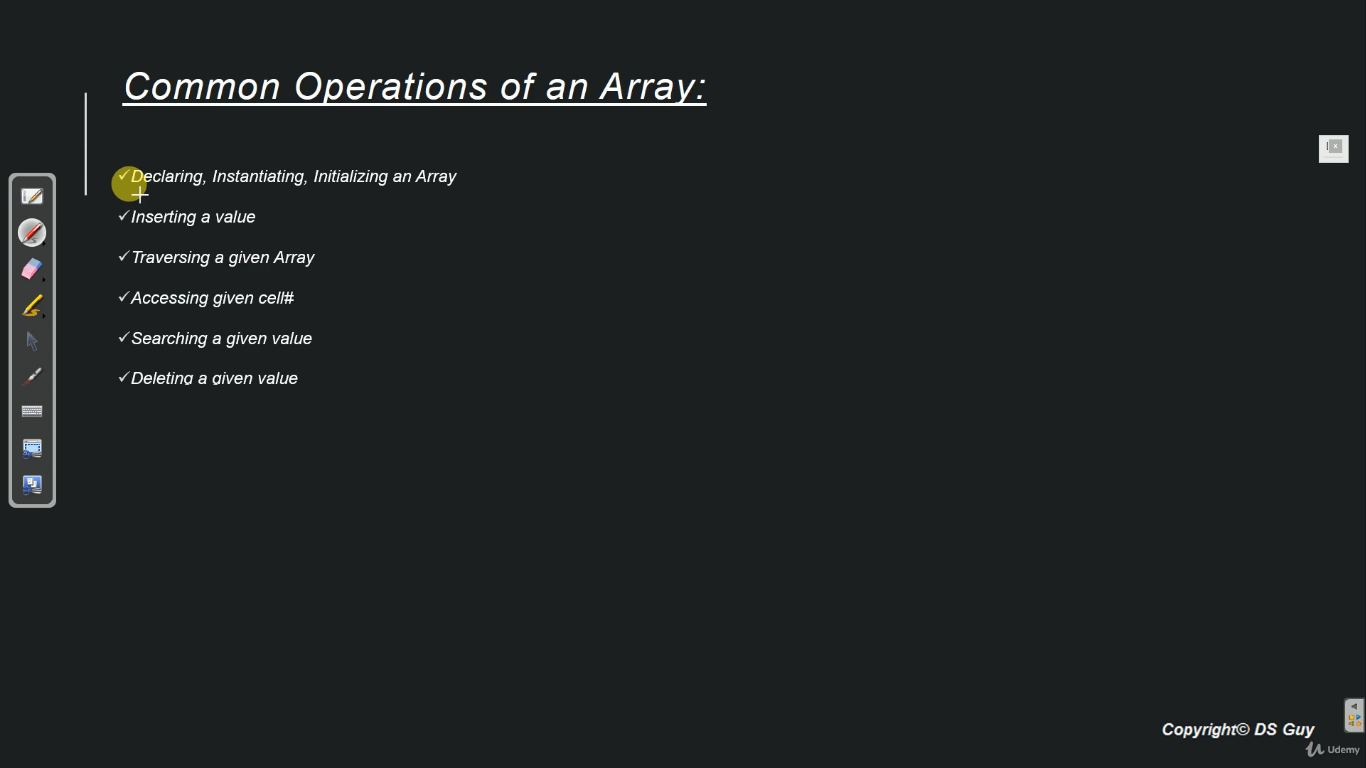 Common Operations of an Array:
✓Declaring, Instantiating, Initializing an Array
✓Inserting a value
✓Traversing a given Array
✓Accessing given cell#
✓Searching a given value
✓Deleting a given value
Copyright© DS Guy
Udemy